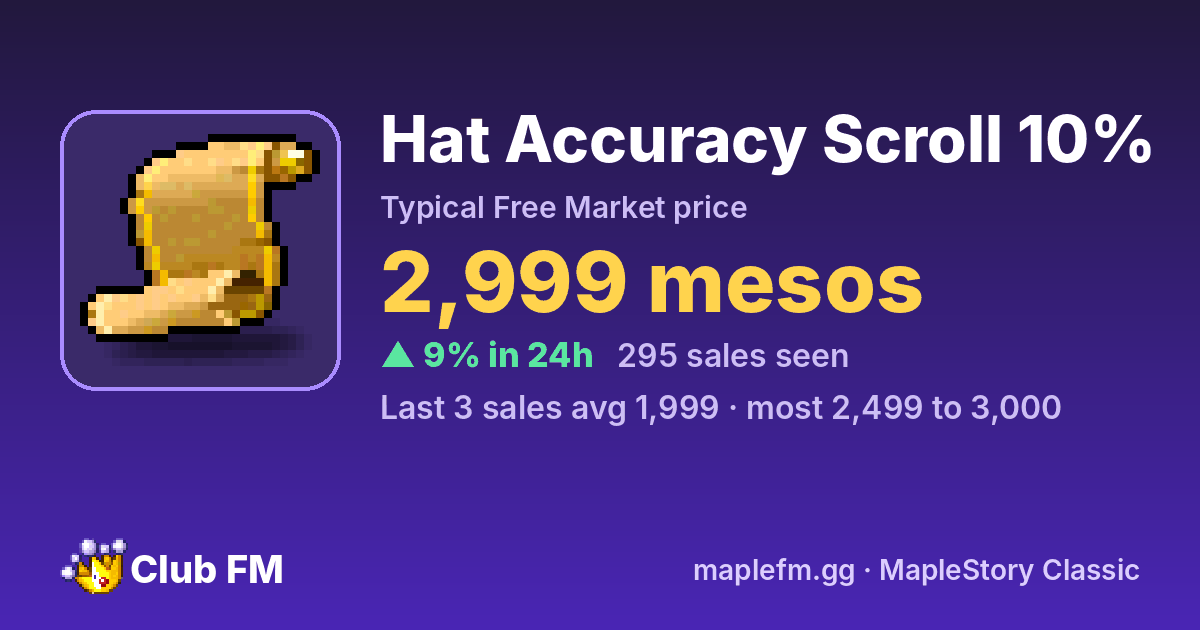 Hat Accuracy Scroll 10%
Typical Free Market price
2,999 mesos
▲ 9% in 24h 295 sales seen
Last 3 sales avg 1,999 · most 2,499 to 3,000
Club FM
maplefm.gg · MapleStory Classic